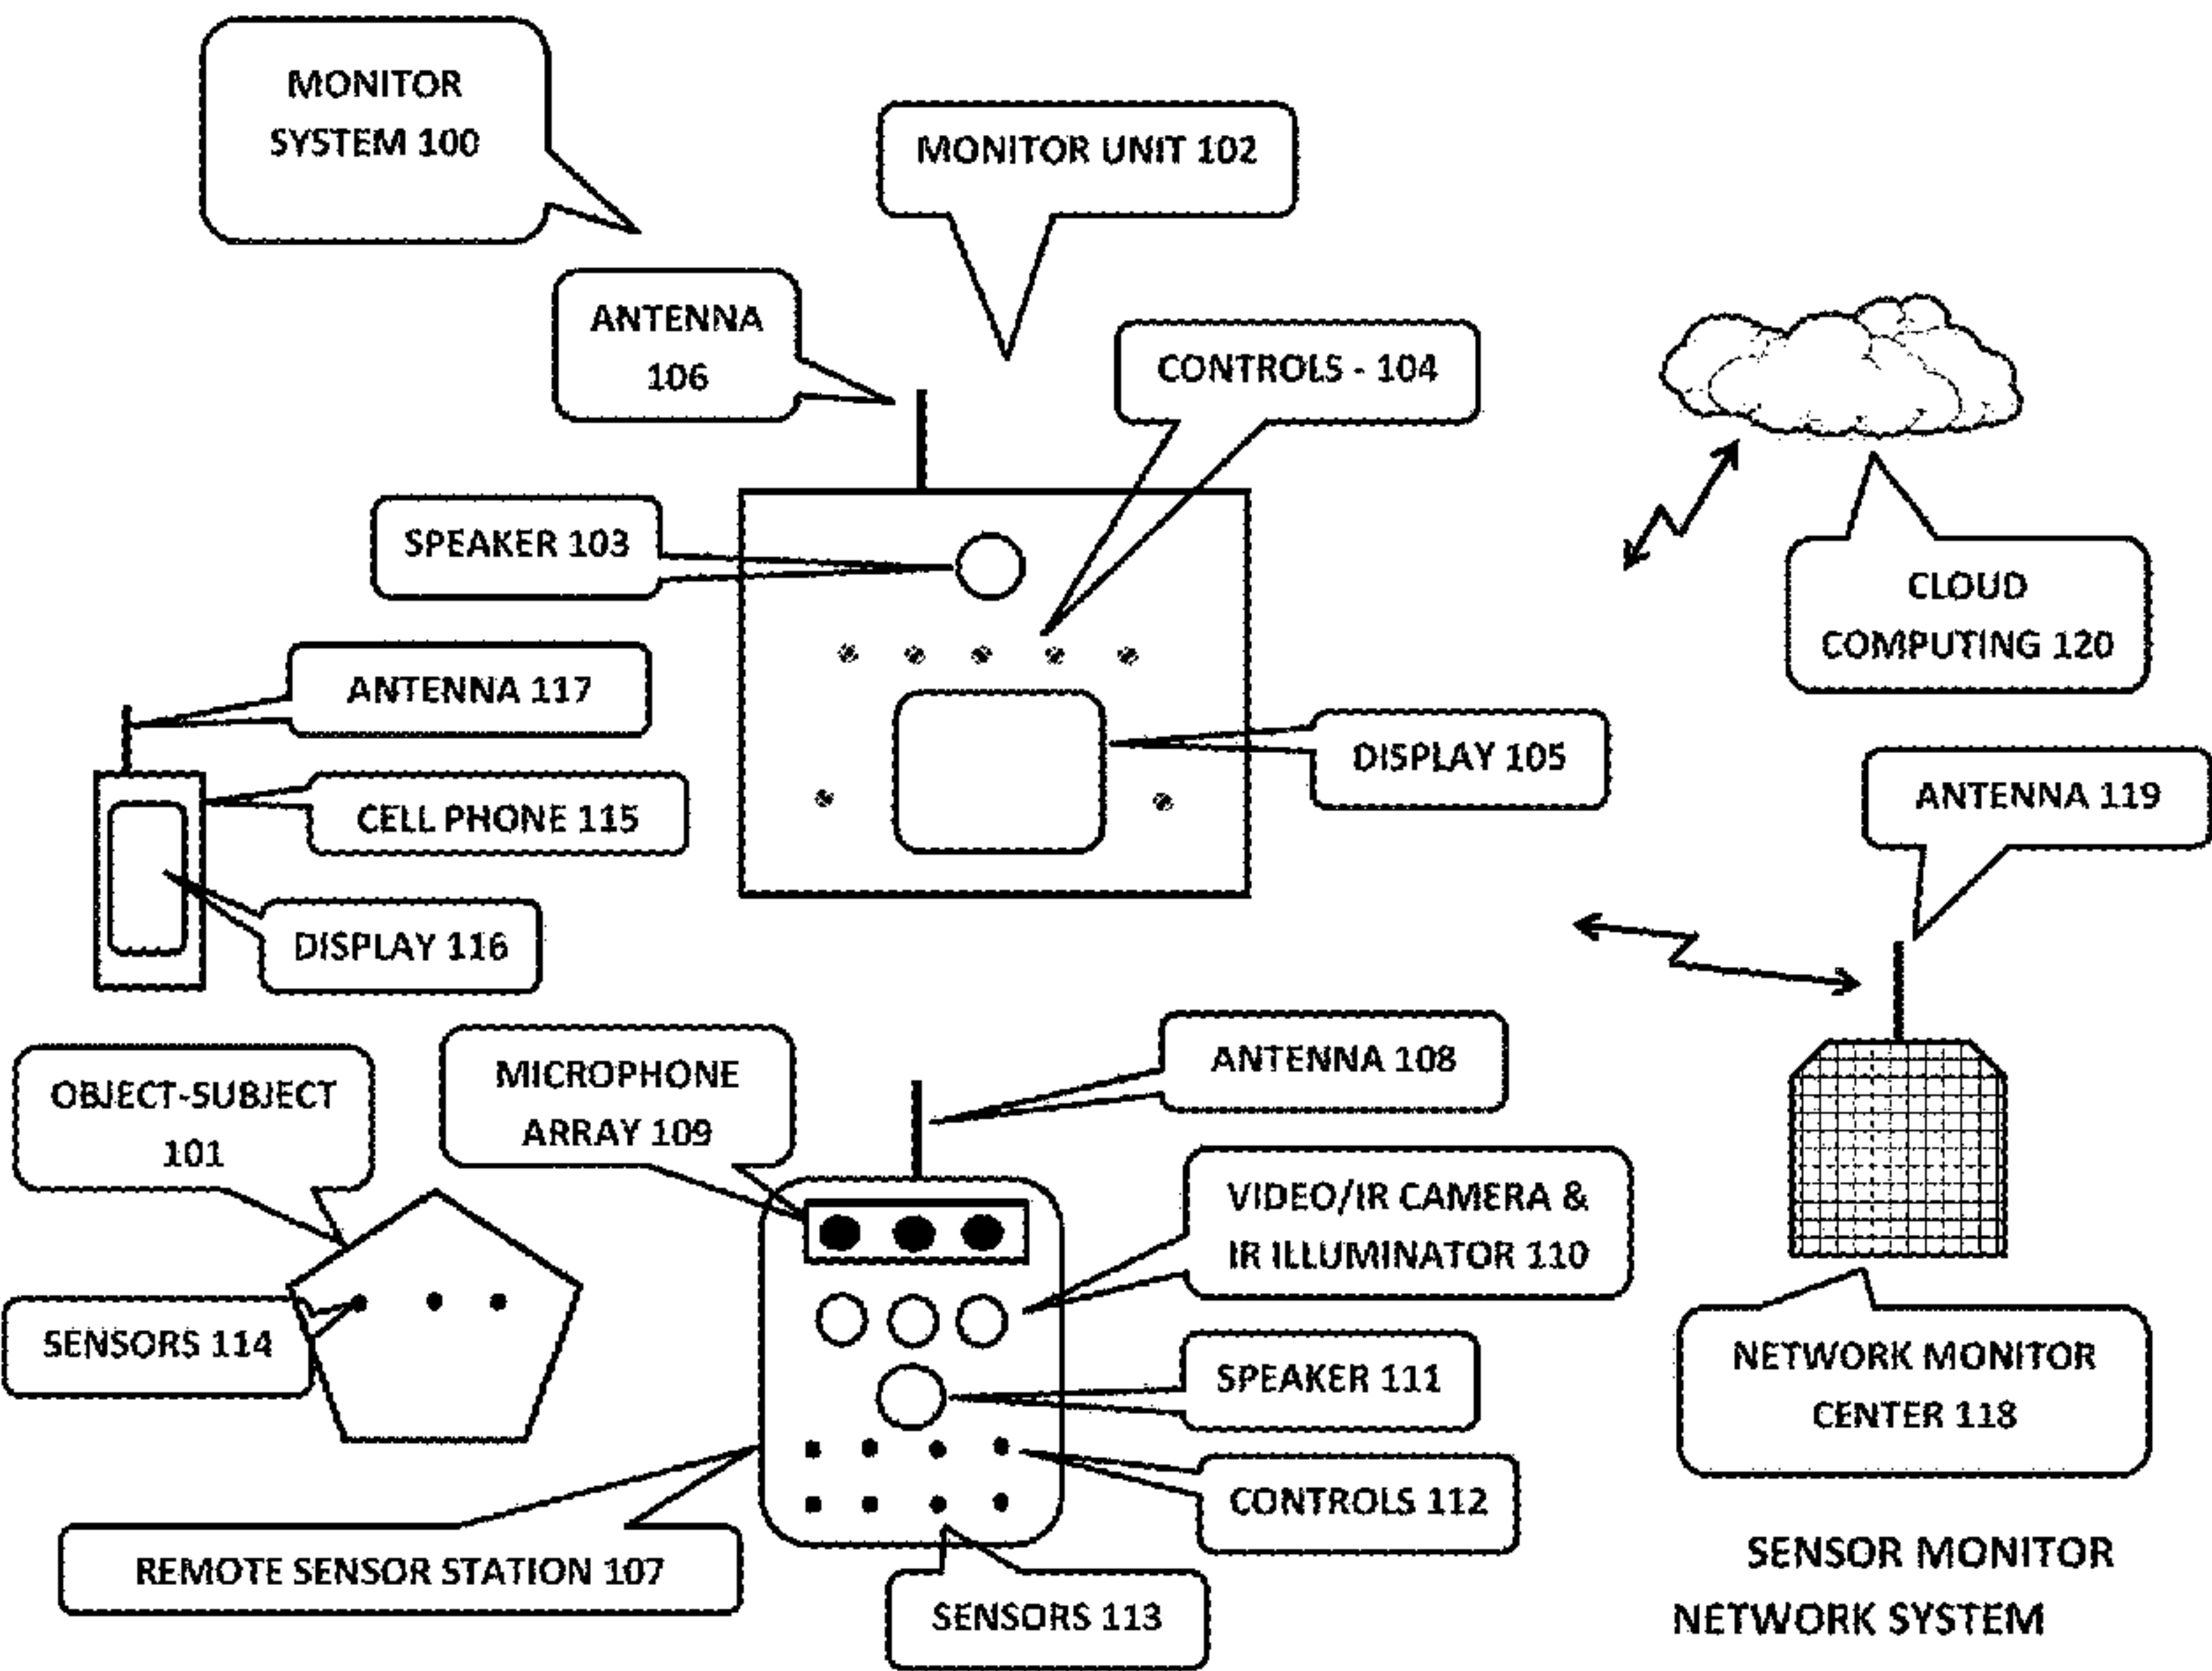 MONITOR
SYSTEM 100
MONITOR UNIT 102
ANTENNA
106
CONTROLS - 104
SPEAKER 103
CLOUD
COMPUTING 120
ANTENNA 117
DISPLAY 105
ANTENNA 119
CELL PHONE 115
DISPLAY 116
OBJECT-SUBJECT
101
MICROPHONE
ARRAY 109
ANTENNA 108
VIDEO/IR CAMERA &
IR ILLUMINATOR 110
SENSORS 114
SPEAKER 111
NETWORK MONITOR
CENTER 118
CONTROLS 112
REMOTE SENSOR STATION 107
SENSORS 113
SENSOR MONITOR
NETWORK SYSTEM